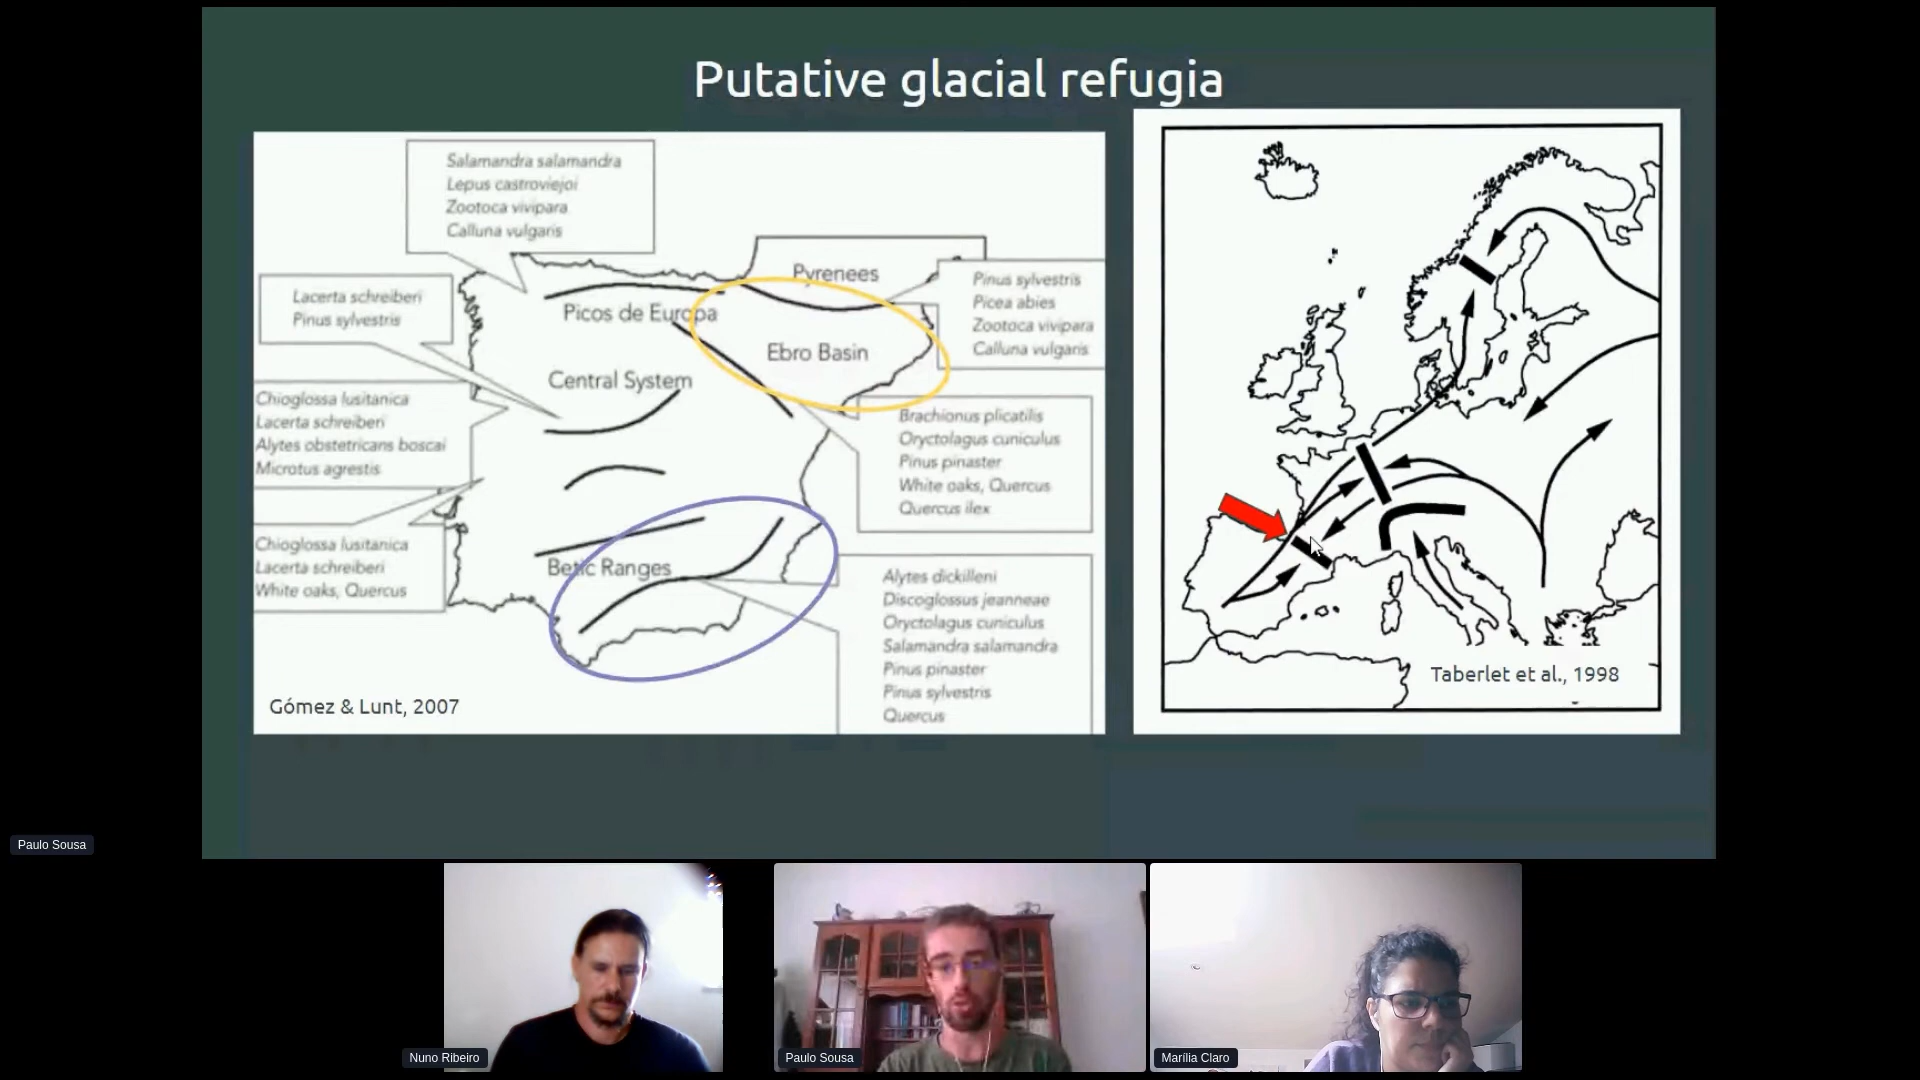 Putative glacial refugia
Salamandra salamandra
Lepus castroviejoi
Zootoca vivipara
Calluna vulgaris
Lacerta schreiberi
Pinus sylvestris
Chioglossa lusitanica
Lacerta schreiberi
Alytes obstetricans boscai
Microtus agrestis
Chioglossa lusitanica
Lacerta schreiberi
White oaks, Quercus
Pyrenees
Picos de Europa
Ebro Basin
Central System
Betic Ranges
Pinus sylvestris
Picea abies
Zootoca vivipara
Calluna vulgaris
Brachionus plicatilis
Oryctolagus cuniculus
Pinus pinaster
White oaks, Quercus
Quercus ilex
Alytes dickilleni
Discoglossus jeanneae
Oryctolagus cuniculus
Salamandra salamandra
Pinus pinaster
Pinus sylvestris
Quercus
Gómez & Lunt, 2007
Taberlet et al., 1998
Paulo Sousa
Nuno Ribeiro
Paulo Sousa
Marília Claro